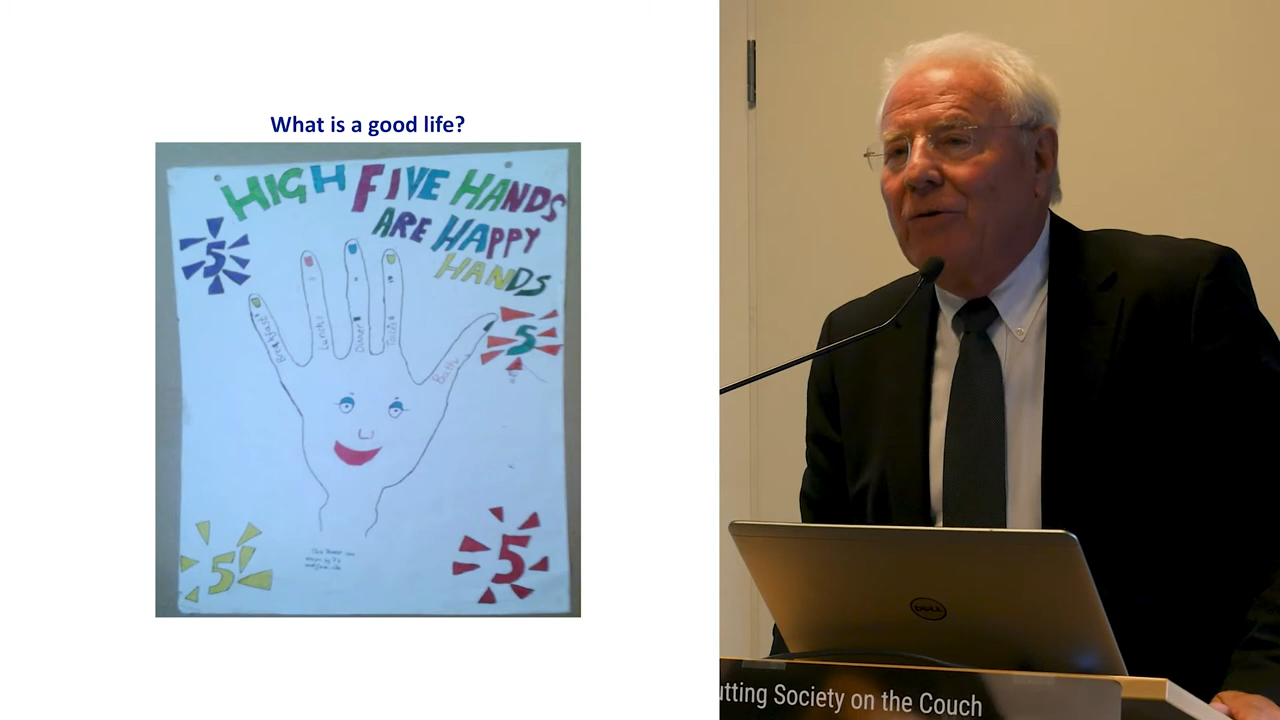 What is a good life?
HIGH FIVE HANDS
ARE HAPPY
HANDS
5
5
Breakfast
Lunch
Dinner
Bath
5
5
DELL
utting Society on the Couch